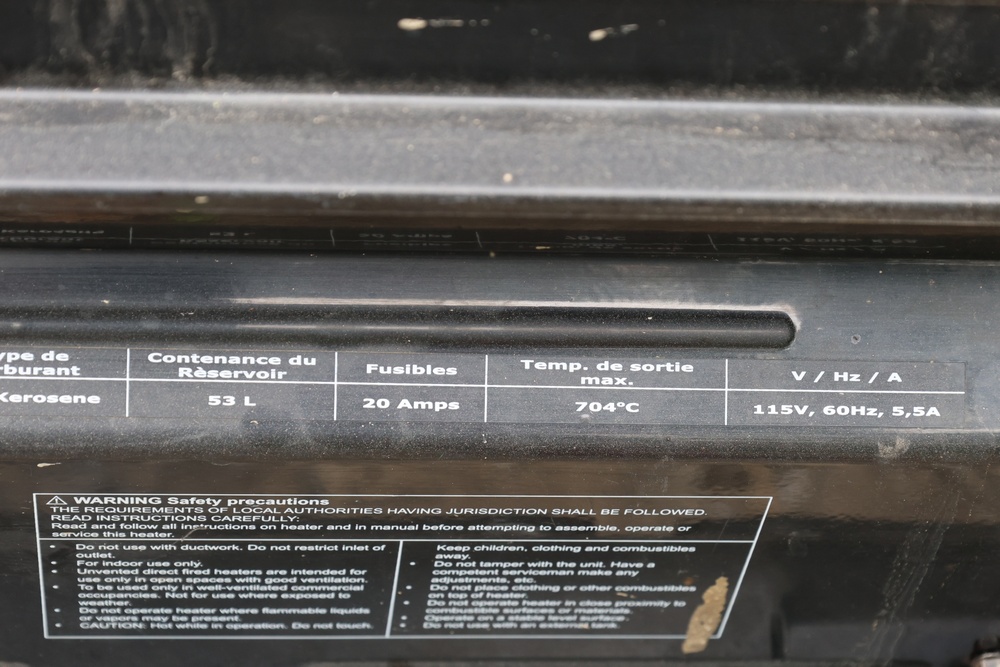 ype de
rburant
Contenance du
Rèservoir
Fusibles
Temp. de sortie
max.
V / Hz / A
Kerosene
53 L
20 Amps
704°C
115V, 60Hz, 5,5A
WARNING Safety precautions
THE REQUIREMENTS OF LOCAL AUTHORITIES HAVING JURISDICTION SHALL BE FOLLOWED.
READ INSTRUCTIONS CAREFULLY:
Read and follow all instructions on heater and in manual before attempting to assemble, operate or
service this heater.
• Do not use with ductwork. Do not restrict inlet of
outlet.
• For indoor use only.
• Unvented direct fired heaters are intended for
use only in open spaces with good ventilation.
• To be used only in well-ventilated commercial
occupancies. Not for use where exposed to
weather.
• Do not operate heater where flammable liquids
or vapors may be present.
• CAUTION: Hot while in operation. Do not touch.
Keep children, clothing and combustibles
away.
• Do not tamper with the unit. Have a
competent serviceman make any
adjustments, etc.
• Do not place clothing or other combustibles
on top of heater.
• Do not operate heater in close proximity to
combustible surfaces or materials.
• Operate on a stable level surface.
• Do not use with an external tank.